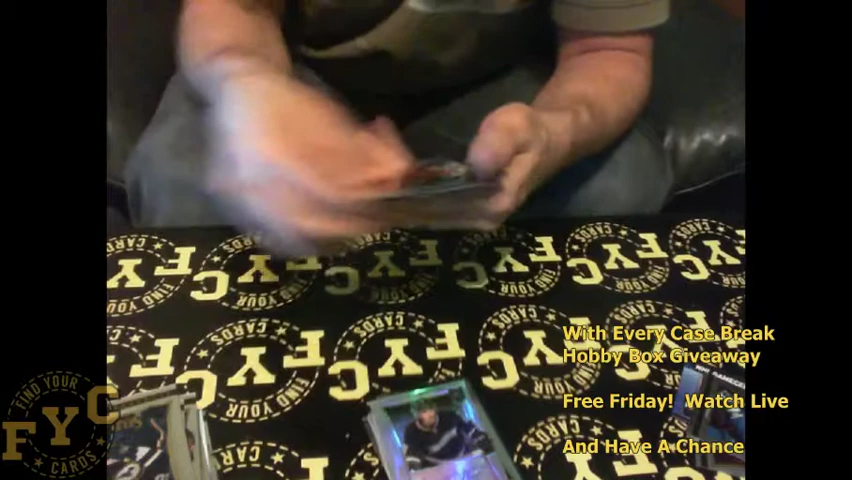 With Every Case Break
Hobby Box Giveaway
Free Friday! Watch Live
And Have A Chance
FIND YOUR
FYC
CARDS